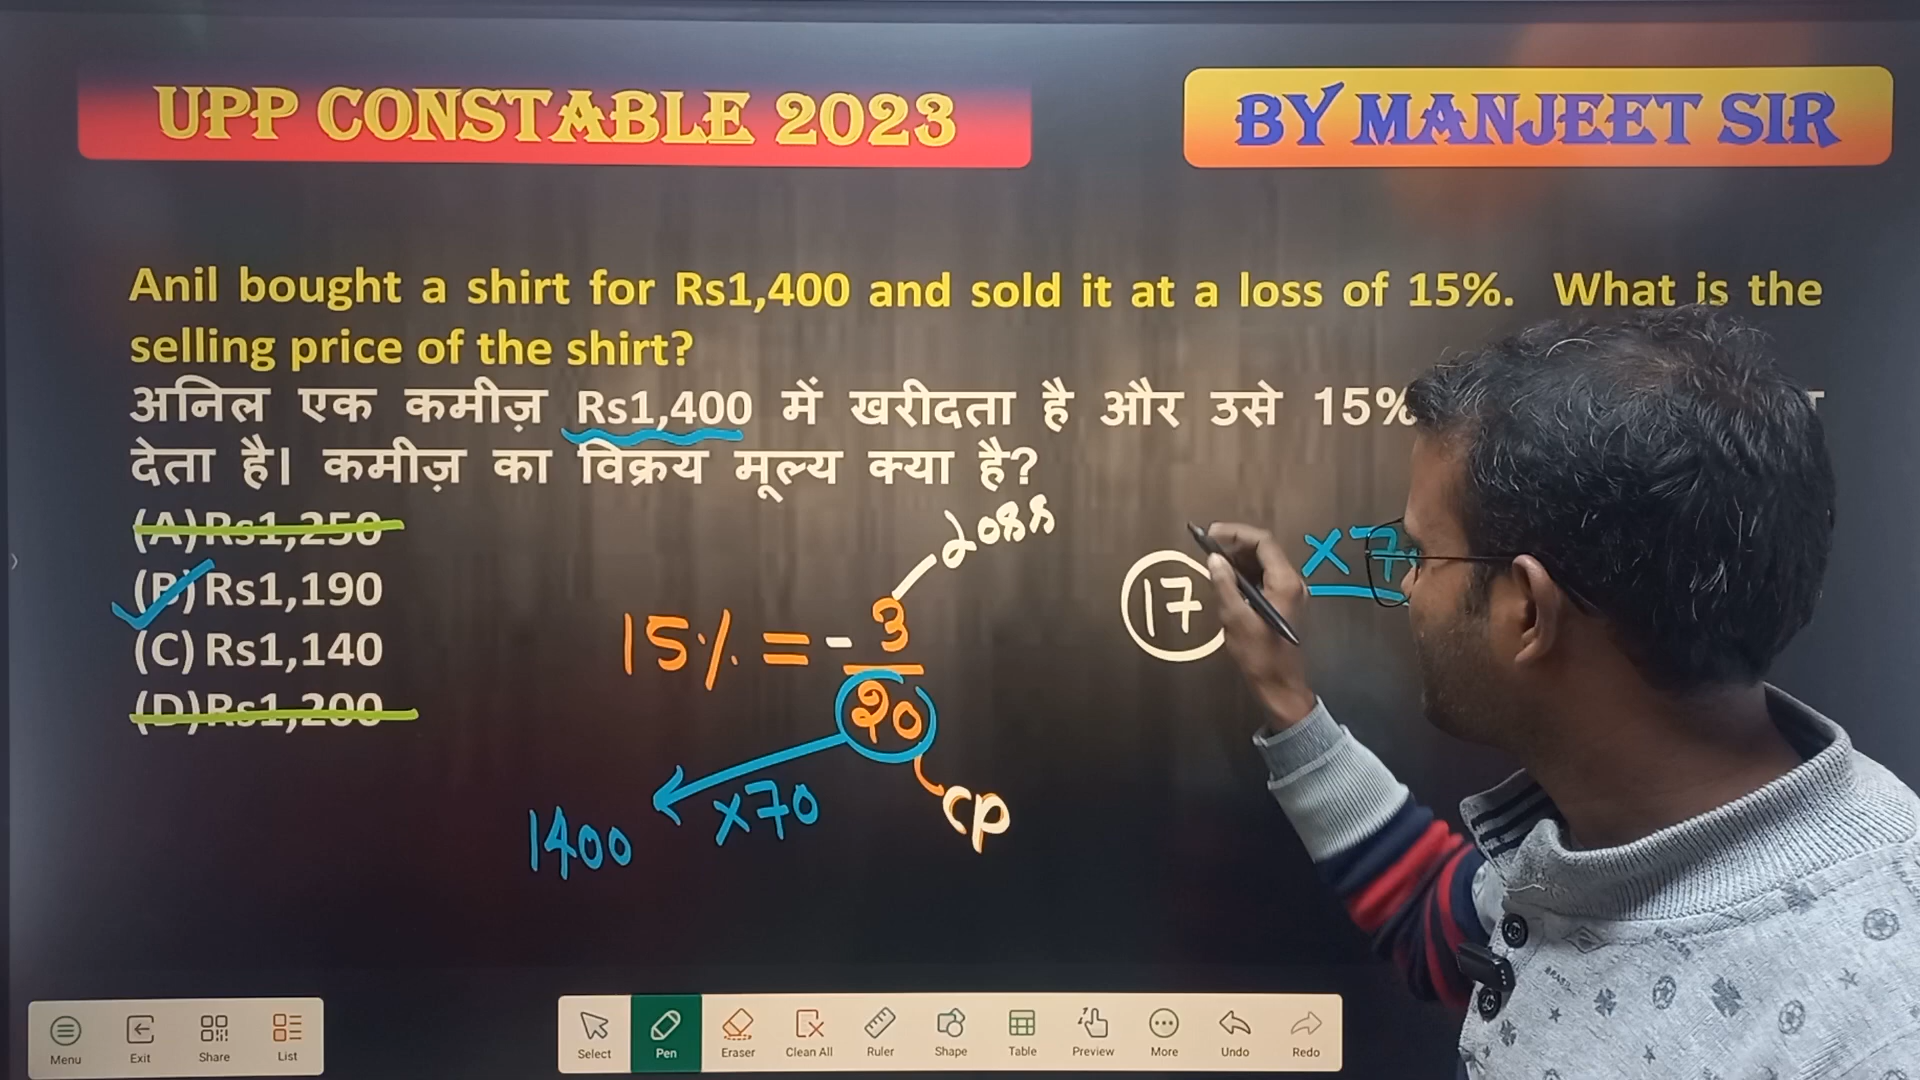 UPP CONSTABLE 2023
BY MANJEET SIR
Anil bought a shirt for Rs1,400 and sold it at a loss of 15%. What is the
selling price of the shirt?
अनिल एक कमीज़ Rs1,400 में खरीदता है और उसे 15%
देता है। कमीज़ का विक्रय मूल्य क्या है?
(A) Rs1,250
(B) Rs1,190
(C) Rs1,140
(D) Rs1,200
15% = - 3
20
CP
×70
1400
17
×7
Menu
Exit
Share
List
Select
Pen
Eraser
Clean All
Ruler
Shape
Table
Preview
More
Undo
Redo